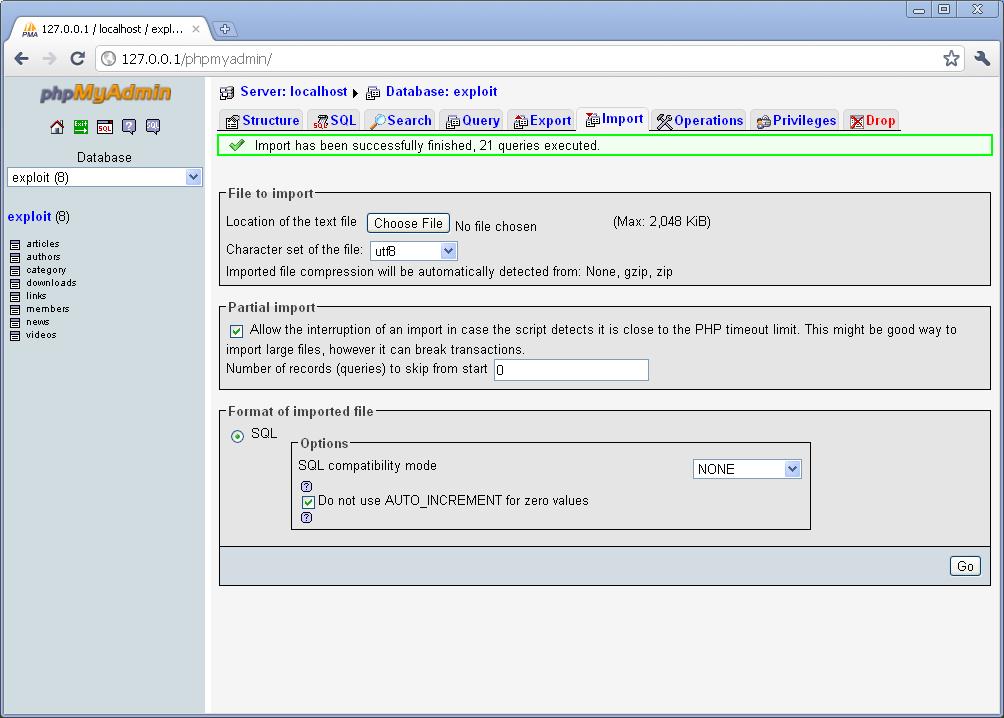 127.0.0.1 / localhost / expl...
127.0.0.1/phpmyadmin/
phpMyAdmin
Database
exploit (8)
exploit (8)
articles
authors
category
downloads
links
members
news
videos
Server: localhost Database: exploit
Structure SQL Search Query Export Import Operations Privileges Drop
Import has been successfully finished, 21 queries executed.
File to import
Location of the text file Choose File No file chosen (Max: 2,048 KiB)
Character set of the file: utf8
Imported file compression will be automatically detected from: None, gzip, zip
Partial import
Allow the interruption of an import in case the script detects it is close to the PHP timeout limit. This might be good way to
import large files, however it can break transactions.
Number of records (queries) to skip from start 0
Format of imported file
SQL
Options
SQL compatibility mode NONE
Do not use AUTO_INCREMENT for zero values
Go